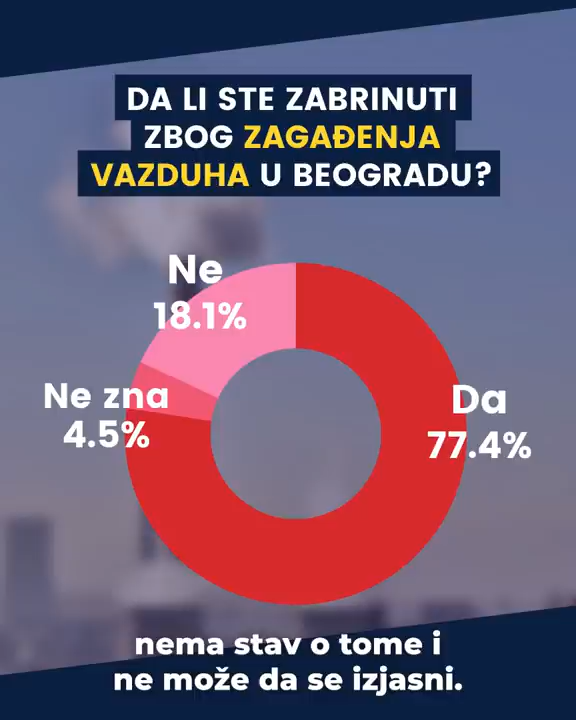 DA LI STE ZABRINUTI
ZBOG ZAGAĐENJA
VAZDUHA U BEOGRADU?
Ne
18.1%
Ne zna
4.5%
Da
77.4%
nema stav o tome i
ne može da se izjasni.